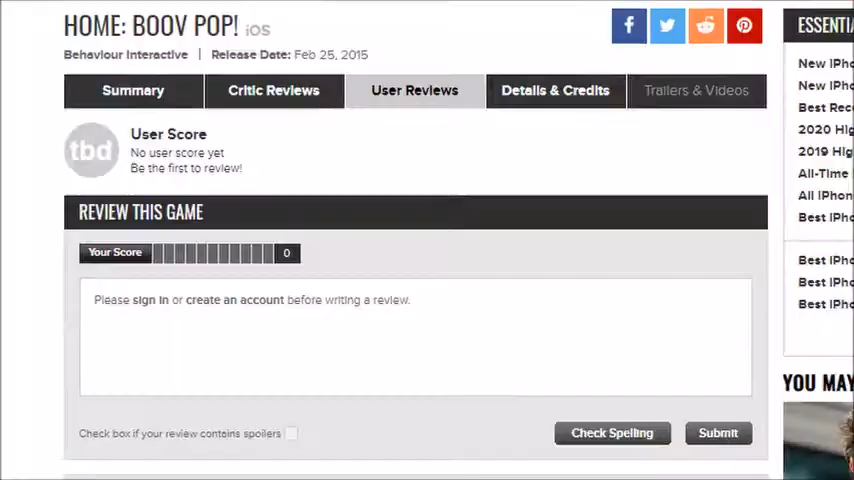 HOME: BOOV POP! iOS
Behaviour Interactive | Release Date: Feb 25, 2015
Summary
Critic Reviews
User Reviews
Details & Credits
Trailers & Videos
tbd
User Score
No user score yet
Be the first to review!
REVIEW THIS GAME
Your Score
0
Please sign in or create an account before writing a review.
Check box if your review contains spoilers
Check Spelling
Submit
ESSENTIA
New iPho
New iPho
Best Rec
2020 Hig
2019 Hig
All-Time
All iPhon
Best iPho
Best iPho
Best iPho
Best iPho
YOU MAY